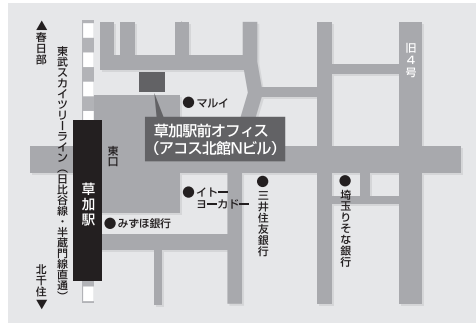 ▲春日部
東武スカイツリーライン（日比谷線・半蔵門線直通）
北千住▼
草加駅
東口
マルイ
草加駅前オフィス
（アコス北館Nビル）
イトー
ヨーカドー
みずほ銀行
三井住友銀行
埼玉りそな銀行
旧4号